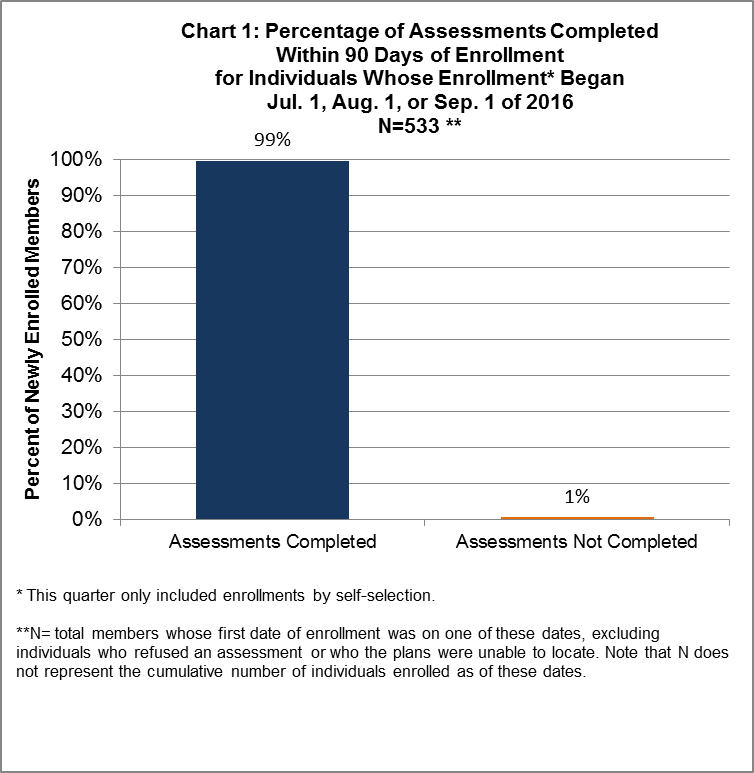 Chart 1: Percentage of Assessments Completed
Within 90 Days of Enrollment
for Individuals Whose Enrollment* Began
Jul. 1, Aug. 1, or Sep. 1 of 2016
N=533 **
99%
100%
90%
80%
70%
60%
50%
40%
30%
20%
10%
0%
Percent of Newly Enrolled Members
1%
Assessments Completed
Assessments Not Completed
* This quarter only included enrollments by self-selection.
**N= total members whose first date of enrollment was on one of these dates, excluding
individuals who refused an assessment or who the plans were unable to locate. Note that N does
not represent the cumulative number of individuals enrolled as of these dates.